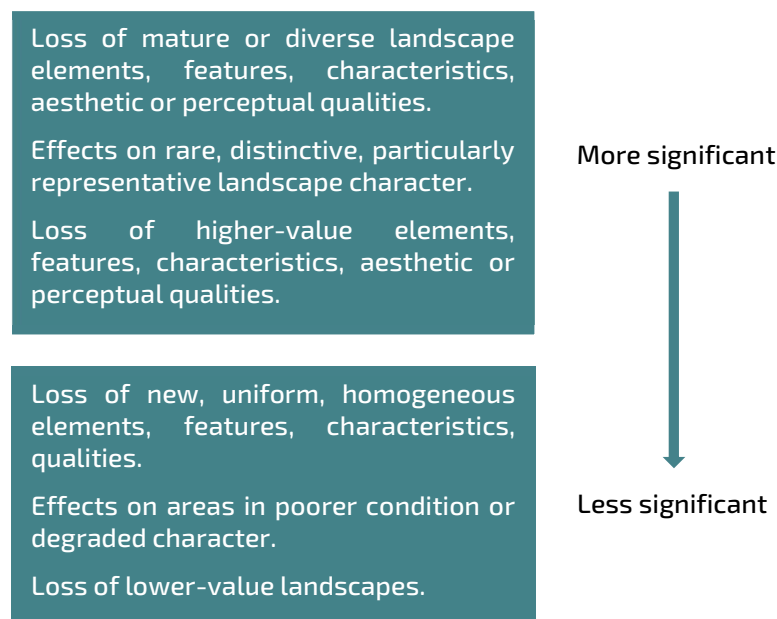 Loss of mature or diverse landscape
elements, features, characteristics,
aesthetic or perceptual qualities.
Effects on rare, distinctive, particularly
representative landscape character.
Loss of higher-value elements,
features, characteristics, aesthetic or
perceptual qualities.
More significant
Loss of new, uniform, homogeneous
elements, features, characteristics,
qualities.
Effects on areas in poorer condition or
degraded character.
Loss of lower-value landscapes.
Less significant